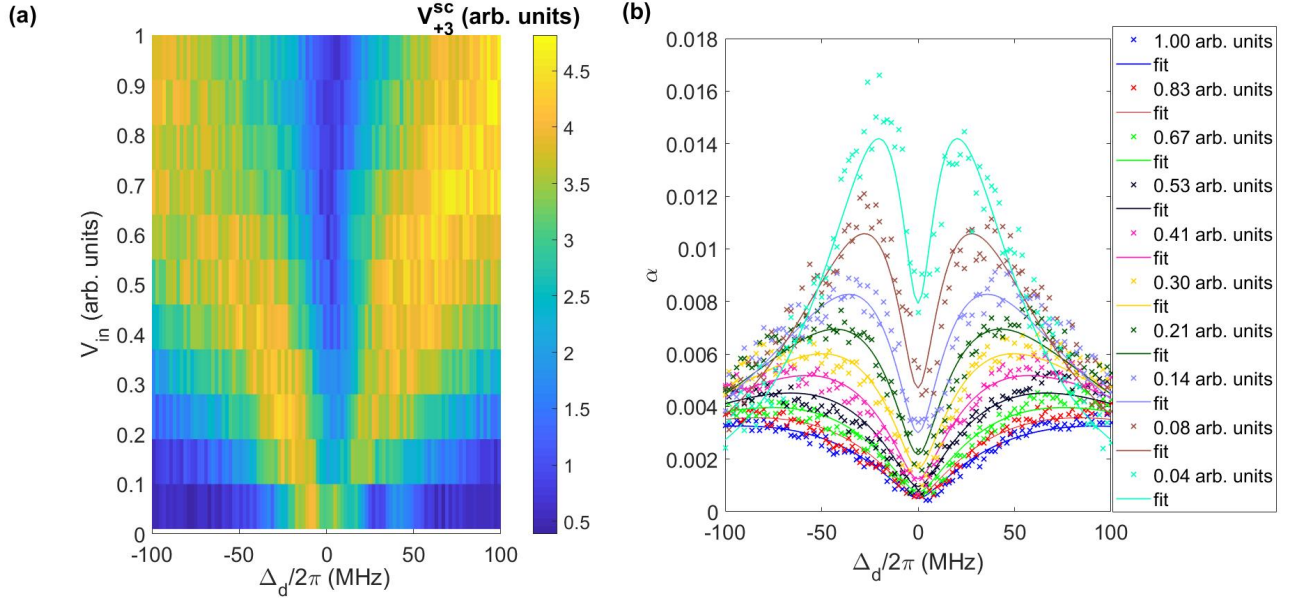 (a)
V+3^sc (arb. units)
1
0.9
0.8
0.7
0.6
0.5
0.4
0.3
0.2
0.1
0
V_in (arb. units)
-100 -50 0 50 100
Δ_d/2π (MHz)
4.5
4
3.5
3
2.5
2
1.5
1
0.5
(b)
0.018
0.016
0.014
0.012
0.01
0.008
0.006
0.004
0.002
0
α
-100 -50 0 50 100
Δ_d/2π (MHz)
1.00 arb. units
fit
0.83 arb. units
fit
0.67 arb. units
fit
0.53 arb. units
fit
0.41 arb. units
fit
0.30 arb. units
fit
0.21 arb. units
fit
0.14 arb. units
fit
0.08 arb. units
fit
0.04 arb. units
fit